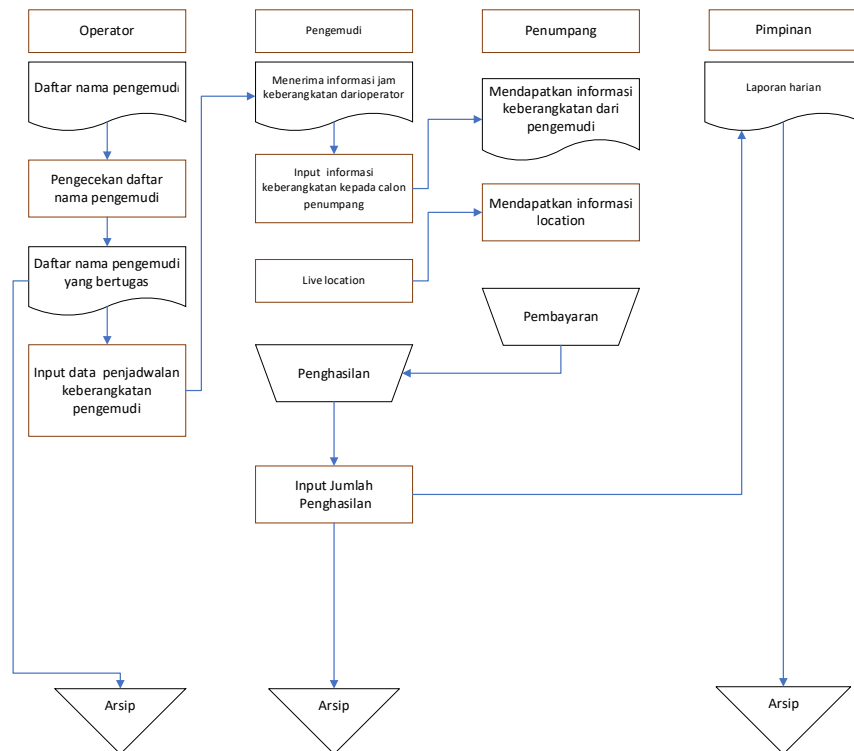 Operator
Pengemudi
Penumpang
Pimpinan
Daftar nama pengemudi
Menerima informasi jam
keberangkatan darioperator
Mendapatkan informasi
keberangkatan dari
pengemudi
Laporan harian
Pengecekan daftar
nama pengemudi
Input informasi
keberangkatan kepada calon
penumpang
Mendapatkan informasi
location
Daftar nama pengemudi
yang bertugas
Live location
Pembayaran
Input data penjadwalan
keberangkatan
pengemudi
Penghasilan
Input Jumlah
Penghasilan
Arsip
Arsip
Arsip